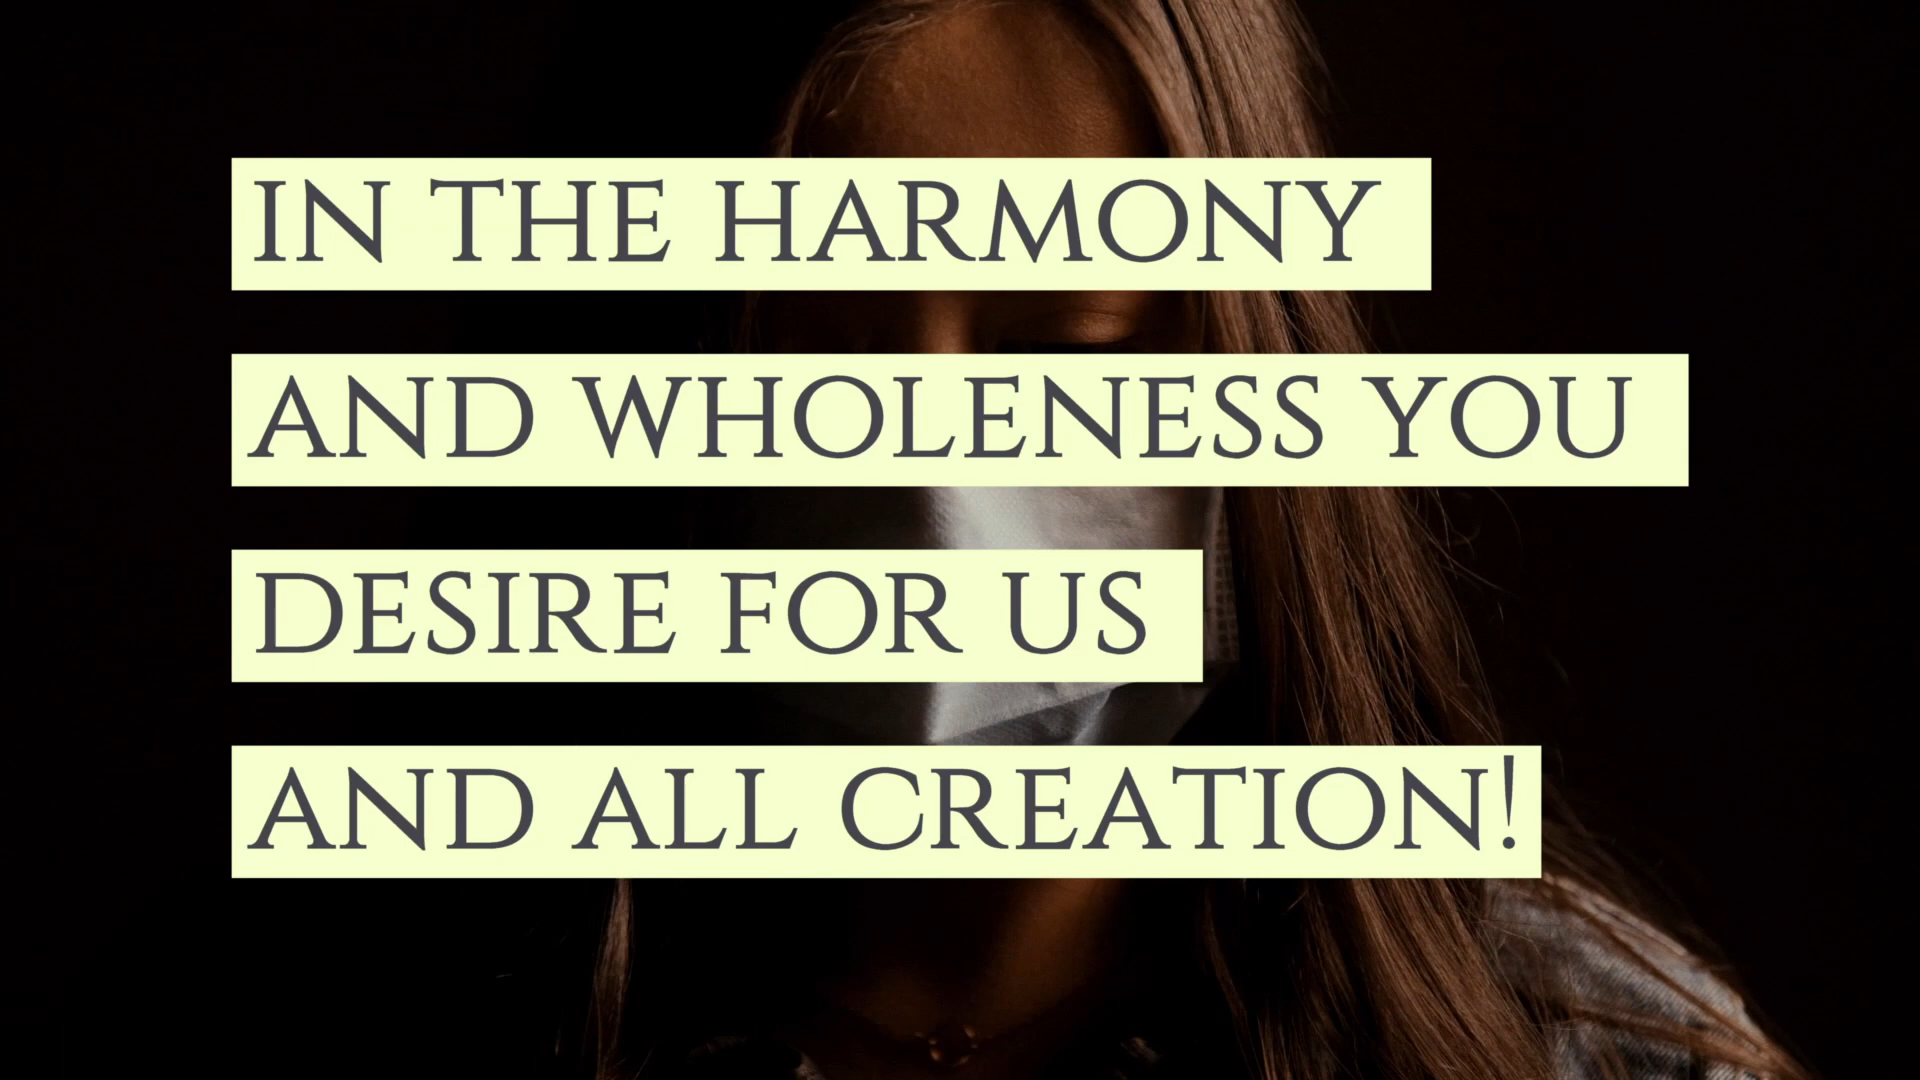 IN THE HARMONY
AND WHOLENESS YOU
DESIRE FOR US
AND ALL CREATION!